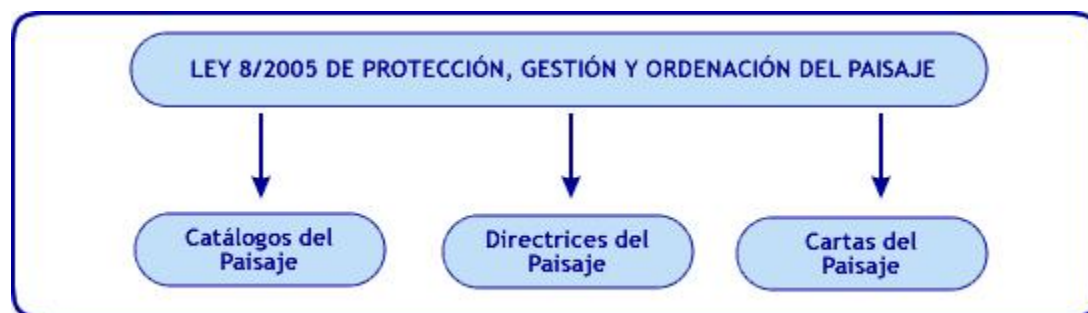 LEY 8/2005 DE PROTECCIÓN, GESTIÓN Y ORDENACIÓN DEL PAISAJE
Catálogos del
Paisaje
Directrices del
Paisaje
Cartas del
Paisaje